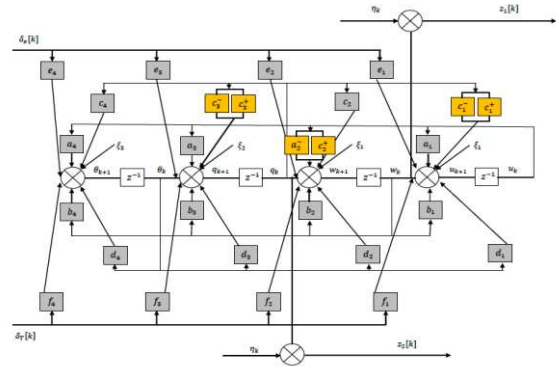 η_k z_1[k]
δ_e[k]
e_4 e_3 e_2 e_1
c_4 c_3^- c_3^+ c_2 c_1^- c_1^+
a_4 ξ_3 a_3 ξ_2 a_2^- c_2^+ ξ_1 a_1 ξ_1
θ_{k+1} z^{-1} θ_k q_{k+1} z^{-1} q_k w_{k+1} z^{-1} w_k u_{k+1} z^{-1} u_k
b_4 b_3 b_2 b_1
d_4 d_3 d_2 d_1
f_4 f_3 f_2 f_1
δ_T[k]
η_k z_2[k]